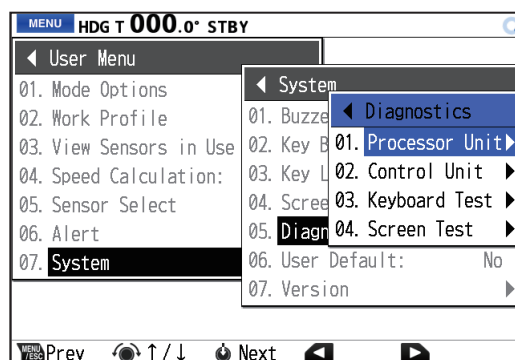 MENU HDG T 000.0° STBY
◀ User Menu
01. Mode Options
02. Work Profile
03. View Sensors in Use
04. Speed Calculation:
05. Sensor Select
06. Alert
07. System
◀ System
01. Buzze
02. Key B
03. Key L
04. Scree
05. Diagn
06. User Default: No
07. Version ▶
◀ Diagnostics
01. Processor Unit ▶
02. Control Unit ▶
03. Keyboard Test ▶
04. Screen Test ▶
MENU/ESC Prev ↑/↓ Next ◀ ▶